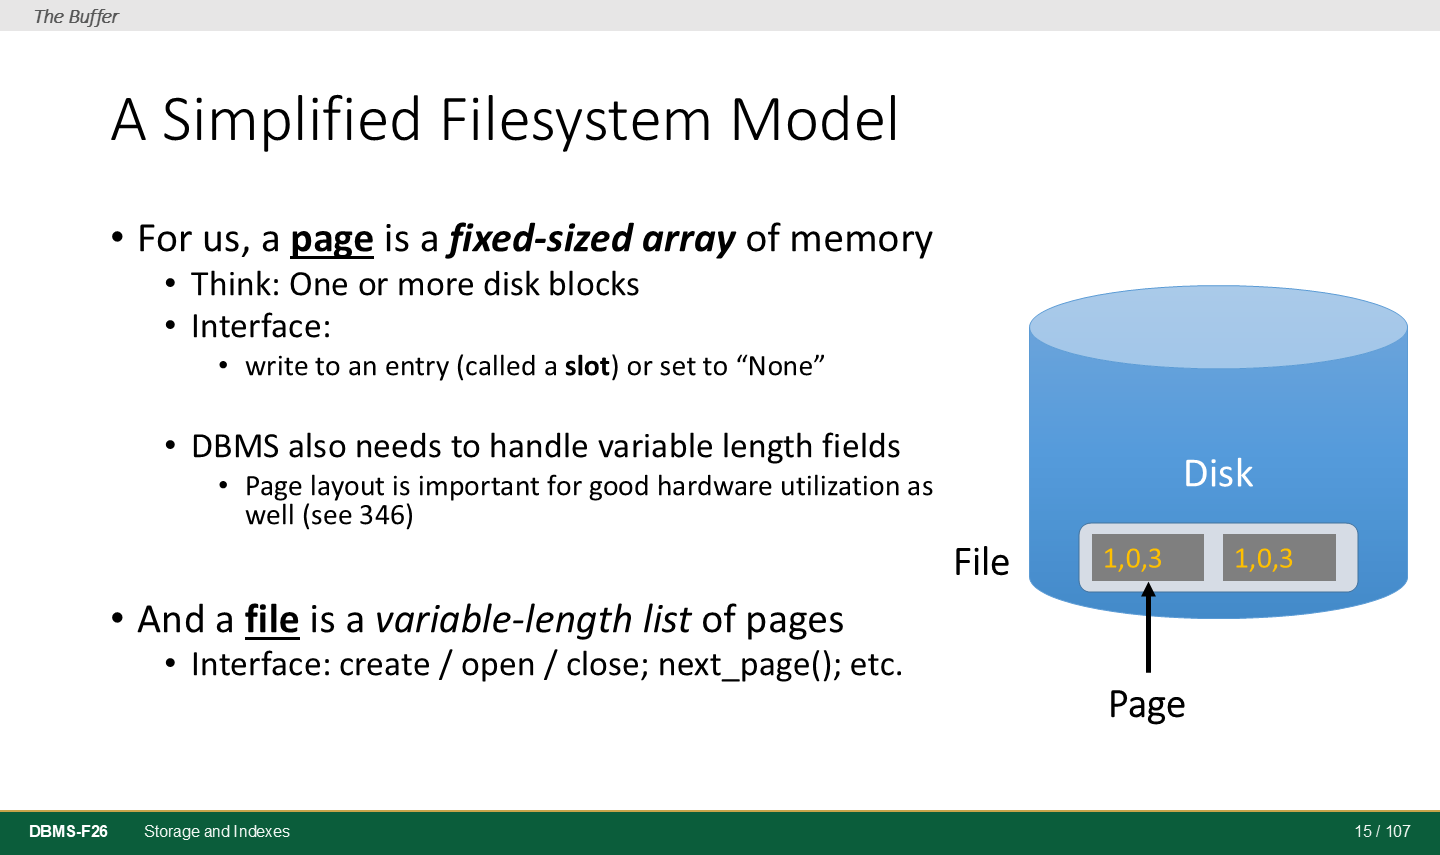 The Buffer
A Simplified Filesystem Model
• For us, a page is a fixed-sized array of memory
• Think: One or more disk blocks
• Interface:
• write to an entry (called a slot) or set to “None”
• DBMS also needs to handle variable length fields
• Page layout is important for good hardware utilization as
well (see 346)
• And a file is a variable-length list of pages
• Interface: create / open / close; next_page(); etc.
Disk
File
1,0,3
1,0,3
Page
DBMS-F26
Storage and Indexes
15 / 107